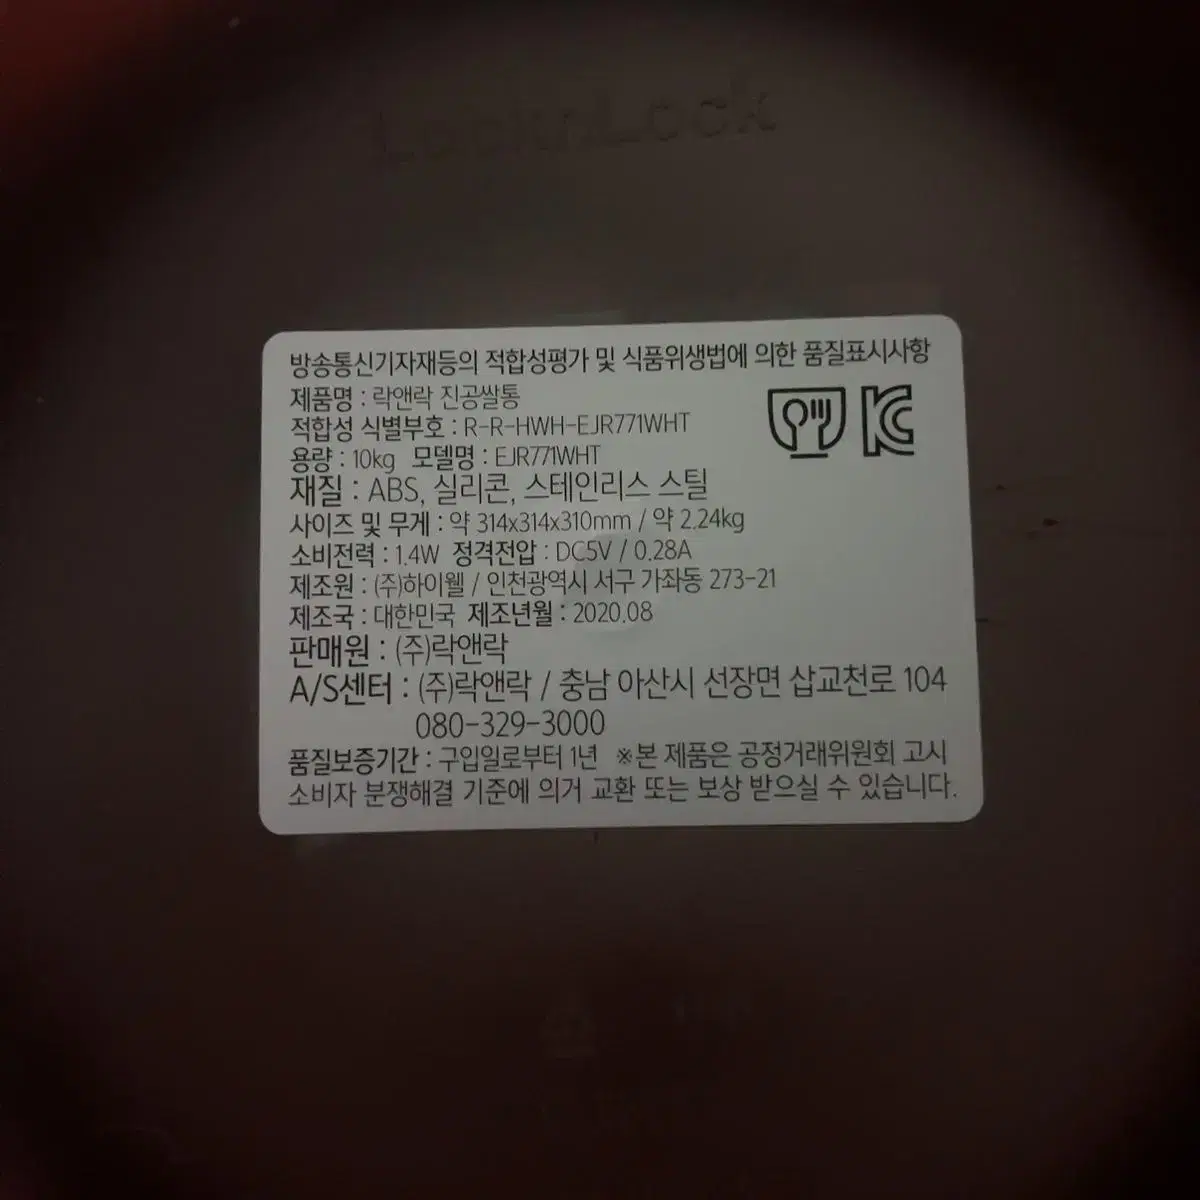 LocknLock
방송통신기자재등의 적합성평가 및 식품위생법에 의한 품질표시사항
제품명 : 락앤락 진공쌀통
적합성 식별부호 : R-R-HWH-EJR771WHT
용량 : 10kg 모델명 : EJR771WHT
재질 : ABS, 실리콘, 스테인리스 스틸
사이즈 및 무게 : 약 314x314x310mm / 약 2.24kg
소비전력 : 1.4W 정격전압 : DC5V / 0.28A
제조원 : (주)하이웰 / 인천광역시 서구 가좌동 273-21
제조국 : 대한민국 제조년월 : 2020.08
판매원 : (주)락앤락
A/S센터 : (주)락앤락 / 충남 아산시 선장면 삽교천로 104
080-329-3000
품질보증기간 : 구입일로부터 1년 ※본 제품은 공정거래위원회 고시
소비자 분쟁해결 기준에 의거 교환 또는 보상 받으실 수 있습니다.